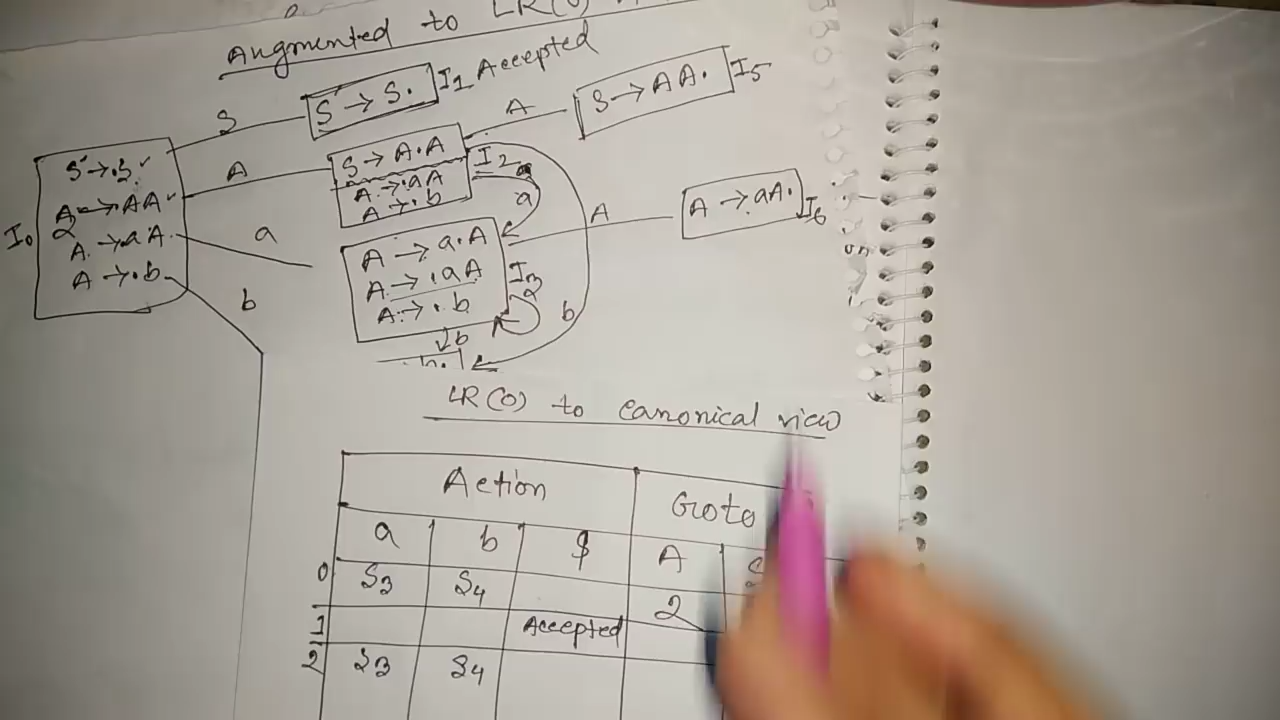 Augmented to LR(0)
S' → S. I1 Accepted
S
S → AA. I5
A
S' → .S
S → A.A
A → .aA
A → .b
I2
A
I0
A → .aA
A → .b
a
a
A → a.A
A → .aA
A → .b
I3
A
A → aA. I6
b
b
b
LR(0) to canonical view
Action
Goto
a b $ A
0 S3 S4 2
1 Accepted
2 S3 S4